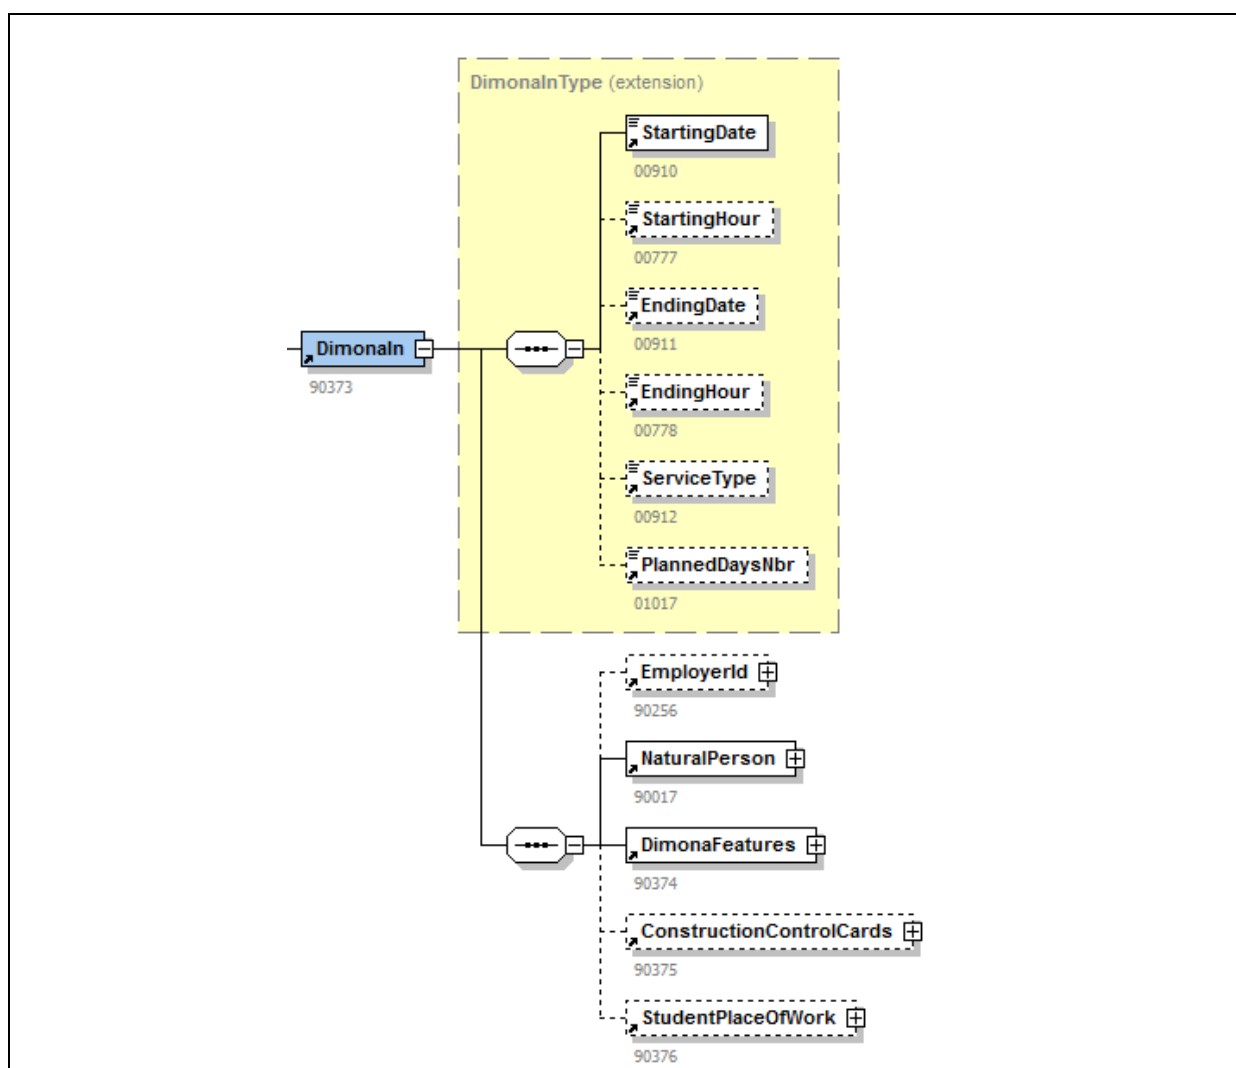 DimonaInType (extension)
StartingDate
00910
StartingHour
00777
EndingDate
00911
DimonaIn
90373
EndingHour
00778
ServiceType
00912
PlannedDaysNbr
01017
EmployerId
90256
NaturalPerson
90017
DimonaFeatures
90374
ConstructionControlCards
90375
StudentPlaceOfWork
90376